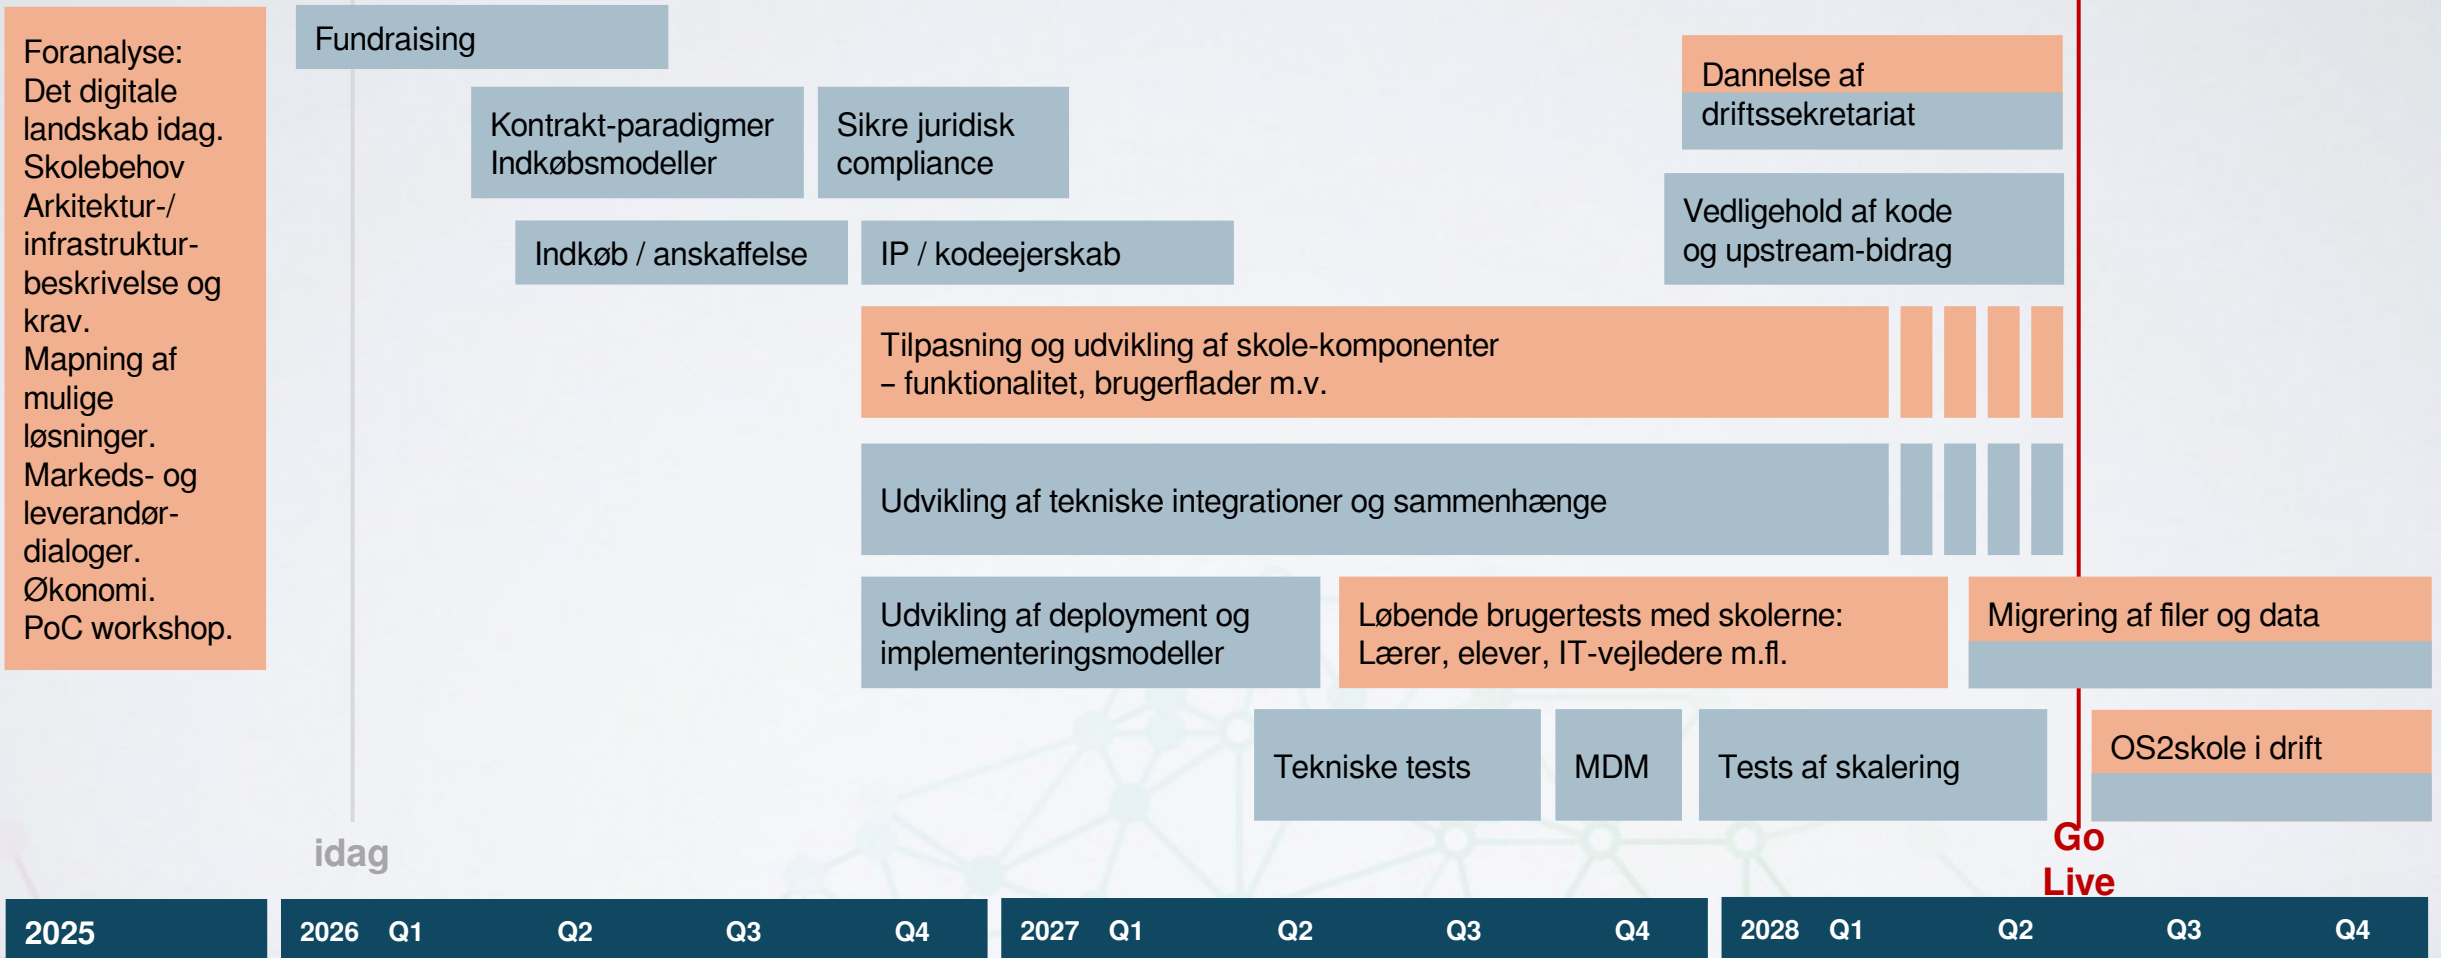 Foranalyse:
Det digitale
landskab idag.
Skolebehov
Arkitektur-/
infrastruktur-
beskrivelse og
krav.
Mapning af
mulige
løsninger.
Markeds- og
leverandør-
dialoger.
Økonomi.
PoC workshop.
Fundraising
Kontrakt-paradigmer
Indkøbsmodeller
Sikre juridisk
compliance
Indkøb / anskaffelse
IP / kodeejerskab
Dannelse af
driftssekretariat
Vedligehold af kode
og upstream-bidrag
Tilpasning og udvikling af skole-komponenter
– funktionalitet, brugerflader m.v.
Udvikling af tekniske integrationer og sammenhænge
Udvikling af deployment og
implementeringsmodeller
Løbende brugertests med skolerne:
Lærer, elever, IT-vejledere m.fl.
Migrering af filer og data
Tekniske tests
MDM
Tests af skalering
OS2skole i drift
idag
Go
Live
2025
2026 Q1 Q2 Q3 Q4
2027 Q1 Q2 Q3 Q4
2028 Q1 Q2 Q3 Q4